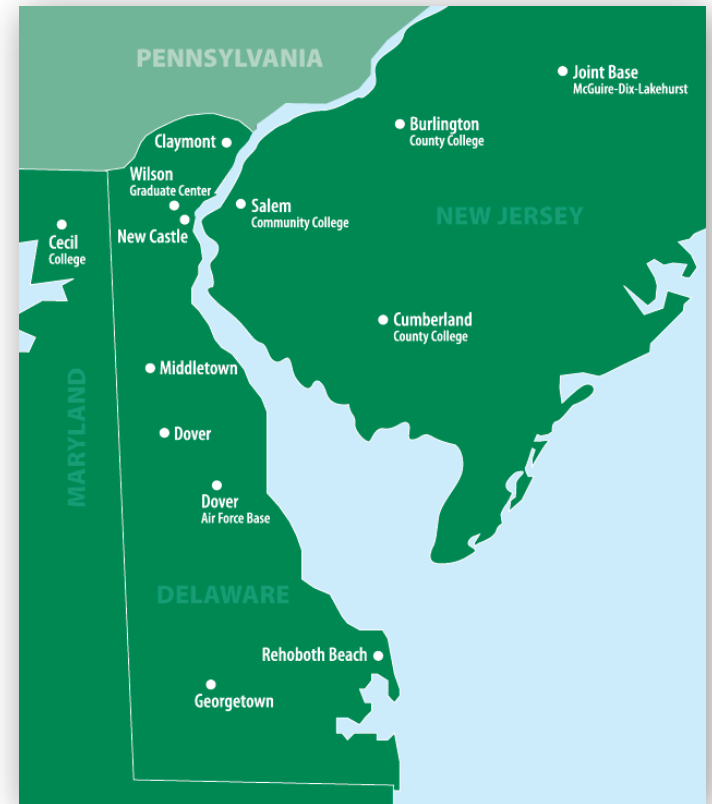 PENNSYLVANIA
Joint Base
McGuire-Dix-Lakehurst
Burlington
County College
Claymont
Wilson
Graduate Center
Salem
Community College
NEW JERSEY
New Castle
Cecil
College
Cumberland
County College
Middletown
MARYLAND
Dover
Dover
Air Force Base
DELAWARE
Rehoboth Beach
Georgetown